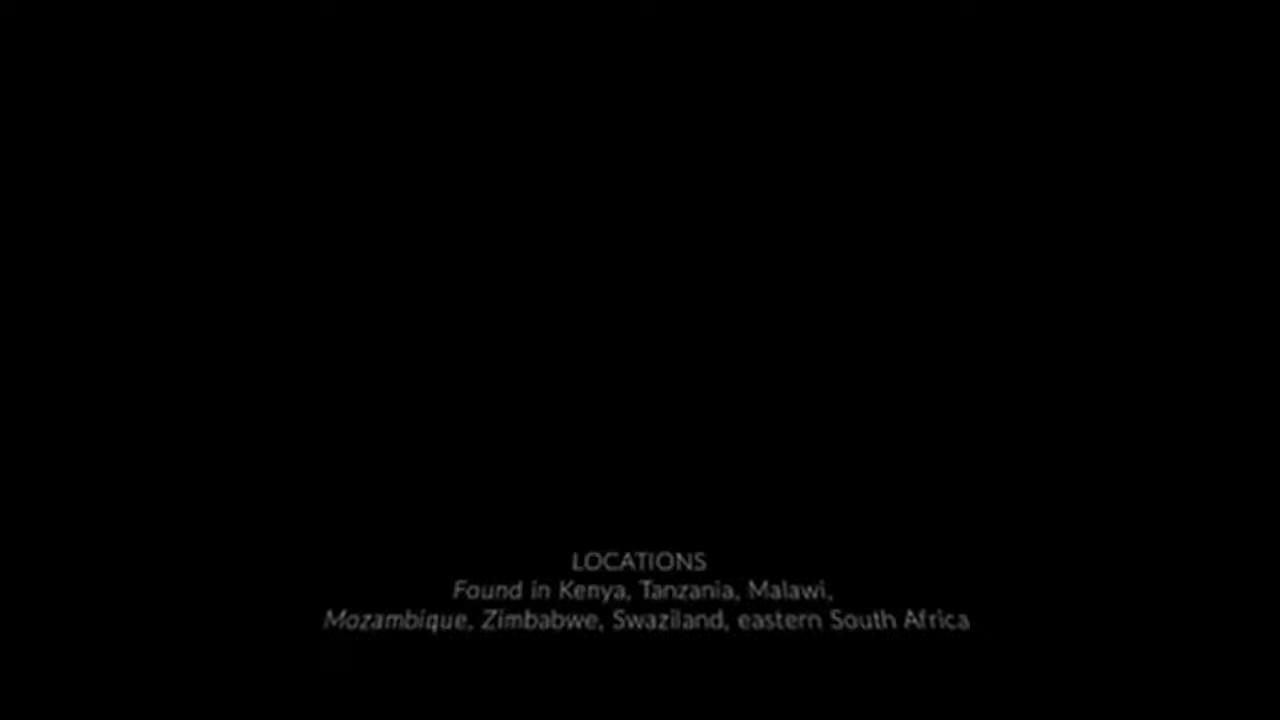 LOCATIONS
Found in Kenya, Tanzania, Malawi,
Mozambique, Zimbabwe, Swaziland, eastern South Africa